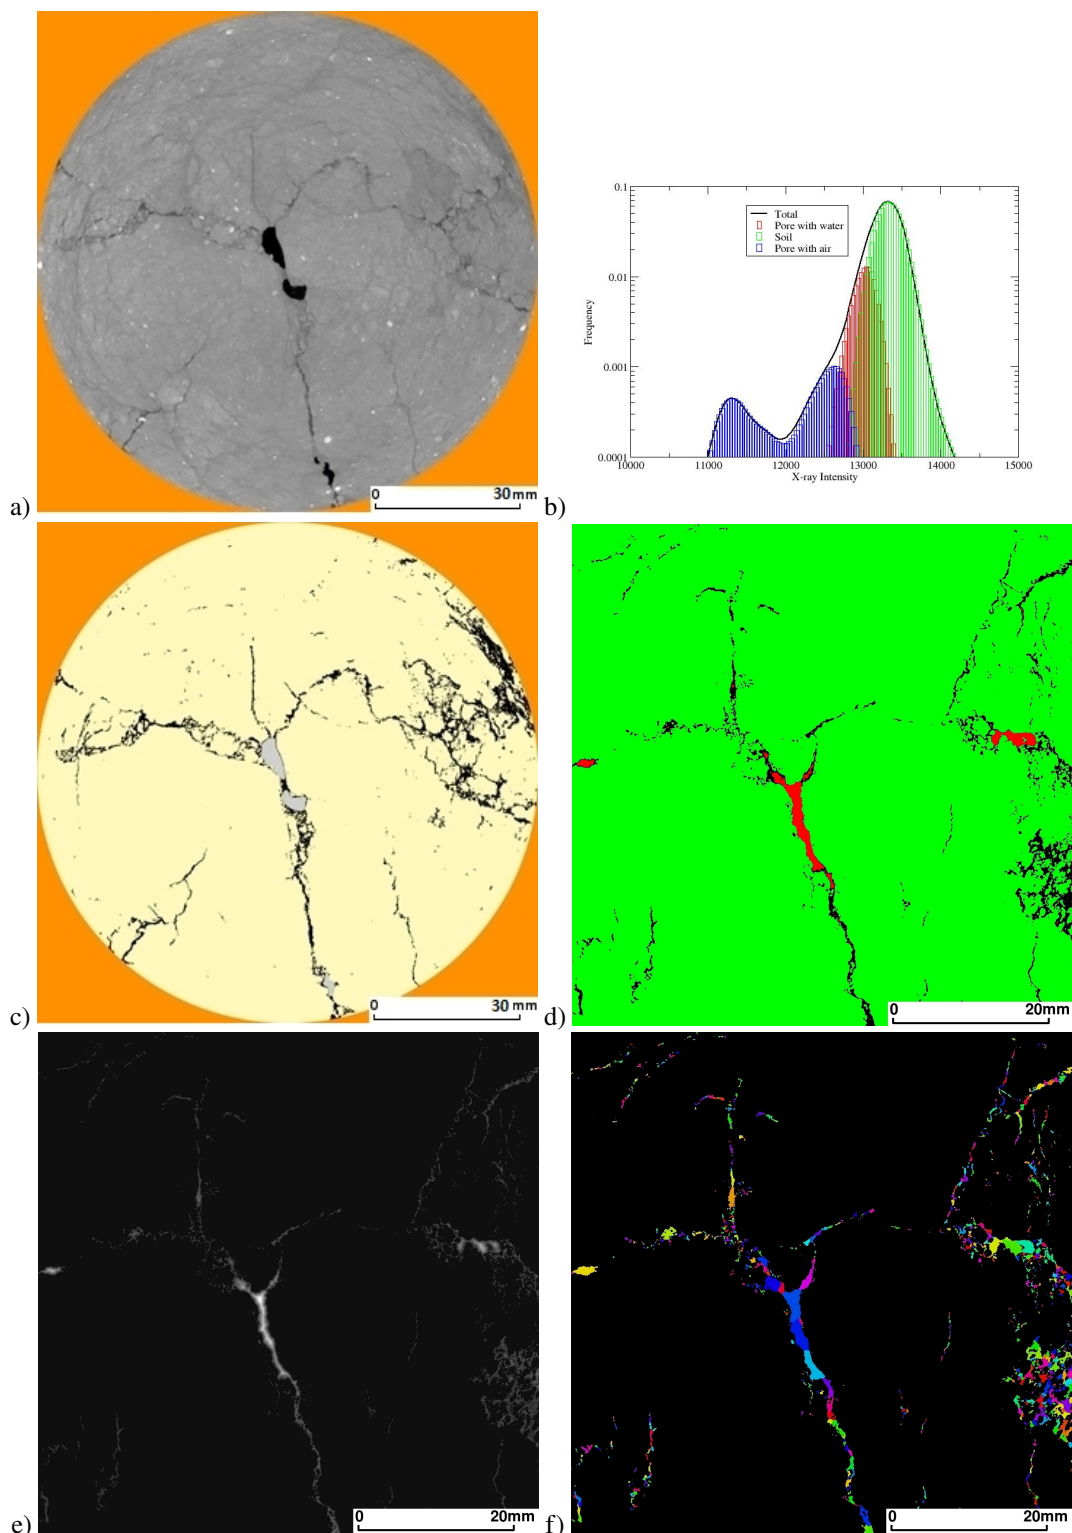 a)
0 30mm
b)
0.1
0.01
0.001
0.0001
Frequency
Total
Pore with water
Soil
Pore with air
10000 11000 12000 13000 14000 15000
X-ray Intensity
c)
0 30 mm
d)
0 20mm
e)
0 20mm
f)
0 20mm